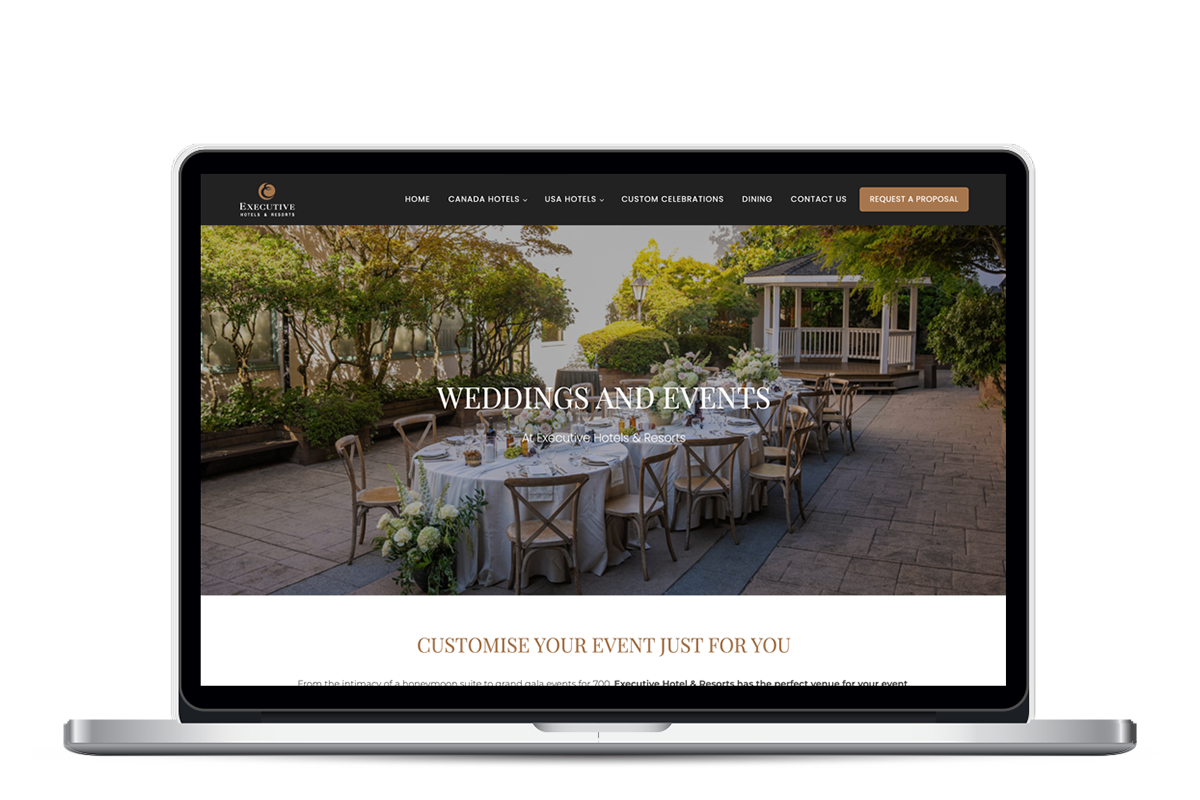 EXECUTIVE
HOTELS & RESORTS
HOME CANADA HOTELS USA HOTELS CUSTOM CELEBRATIONS DINING CONTACT US REQUEST A PROPOSAL
WEDDINGS AND EVENTS
At Executive Hotels & Resorts
CUSTOMISE YOUR EVENT JUST FOR YOU
From the intimacy of a honeymoon suite to grand gala events for 700, Executive Hotel & Resorts has the perfect venue for your event.